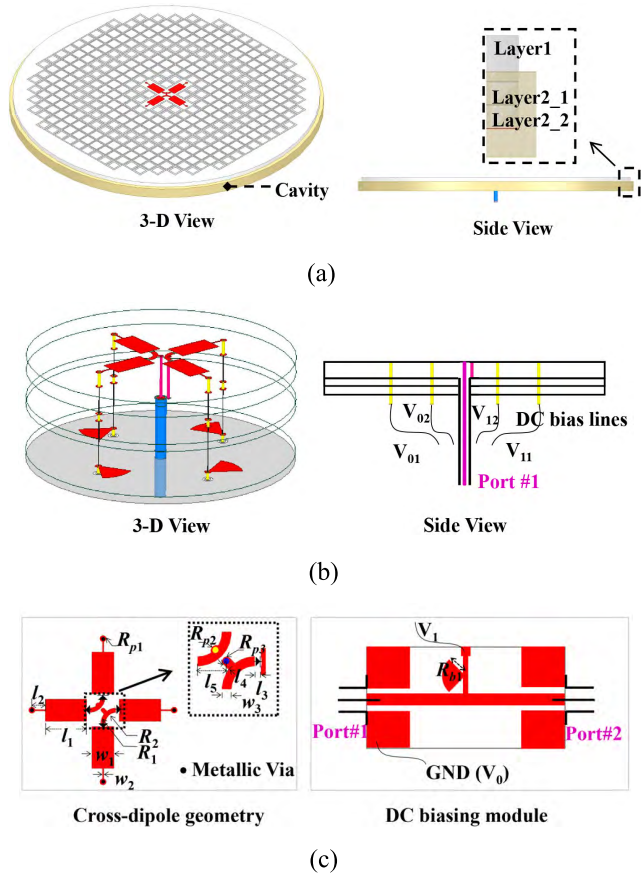 Layer1
Layer2_1
Layer2_2
Cavity
3-D View
Side View
(a)
V02
V12
DC bias lines
V01
V11
Port #1
3-D View
Side View
(b)
Rp1
Rp2
Rp3
l5
l4
l3
w3
l2
l1
R2
R1
w1
w2
Metallic Via
V1
Rb1
Port#1
Port#2
GND (V0)
Cross-dipole geometry
DC biasing module
(c)